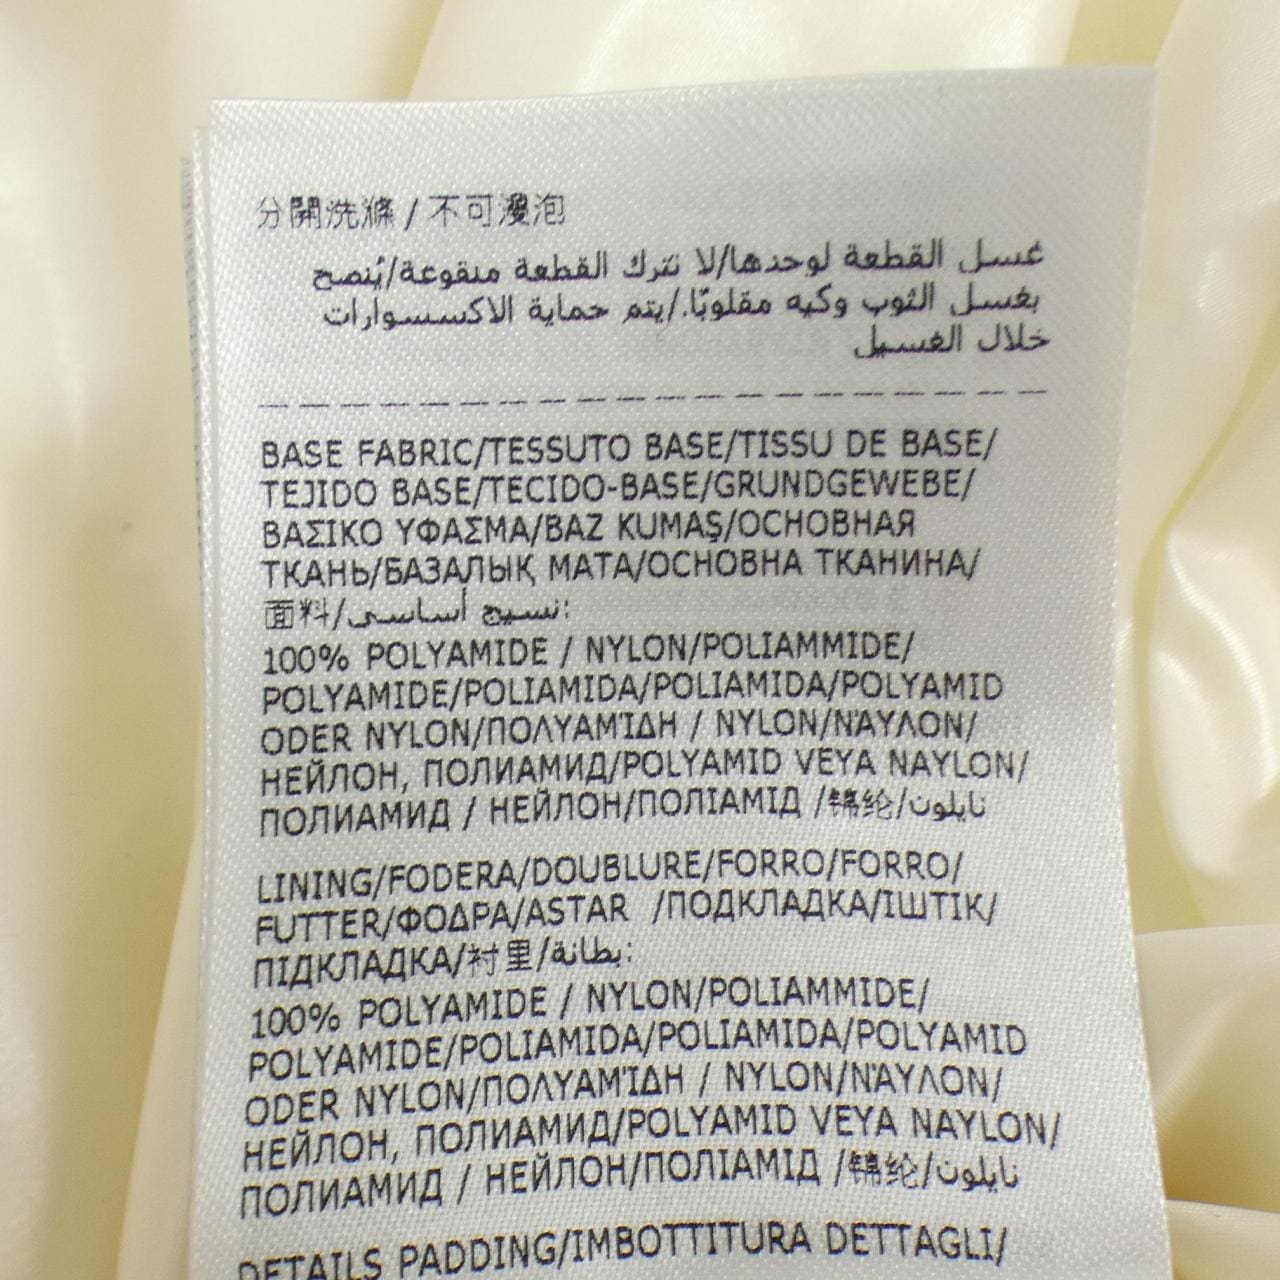 分開洗滌 / 不可浸泡
غسل القطعة لوحدها/لا تترك القطعة منقوعة/يُنصح
بغسل الثوب وكيه مقلوبًا./يتم حماية الاكسسوارات
خلال الغسيل
BASE FABRIC/TESSUTO BASE/TISSU DE BASE/
TEJIDO BASE/TECIDO-BASE/GRUNDGEWEBE/
ΒΑΣΙΚΟ ΥΦΑΣΜΑ/BAZ KUMAŞ/ОСНОВНАЯ
ТКАНЬ/БАЗАЛЫҚ МАТА/ОСНОВНА ТКАНИНА/
面料/نسيج أساسى:
100% POLYAMIDE / NYLON/POLIAMMIDE/
POLYAMIDE/POLIAMIDA/POLIAMIDA/POLYAMID
ODER NYLON/ΠΟΛΥΑΜΊΔΗ / NYLON/ΝΆΥΛΟΝ/
НЕЙЛОН, ПОЛИАМИД/POLYAMID VEYA NAYLON/
ПОЛИАМИД / НЕЙЛОН/ПОЛІАМІД /锦纶/نايلون
LINING/FODERA/DOUBLURE/FORRO/FORRO/
FUTTER/ΦΟΔΡΑ/ASTAR /ПОДКЛАДКА/ІШТІК/
ПІДКЛАДКА/衬里/بطانة:
100% POLYAMIDE / NYLON/POLIAMMIDE/
POLYAMIDE/POLIAMIDA/POLIAMIDA/POLYAMID
ODER NYLON/ΠΟΛΥΑΜΊΔΗ / NYLON/ΝΆΥΛΟΝ/
НЕЙЛОН, ПОЛИАМИД/POLYAMID VEYA NAYLON/
ПОЛИАМИД / НЕЙЛОН/ПОЛІАМІД /锦纶/نايلون
DETAILS PADDING/IMBOTTITURA DETTAGLI/